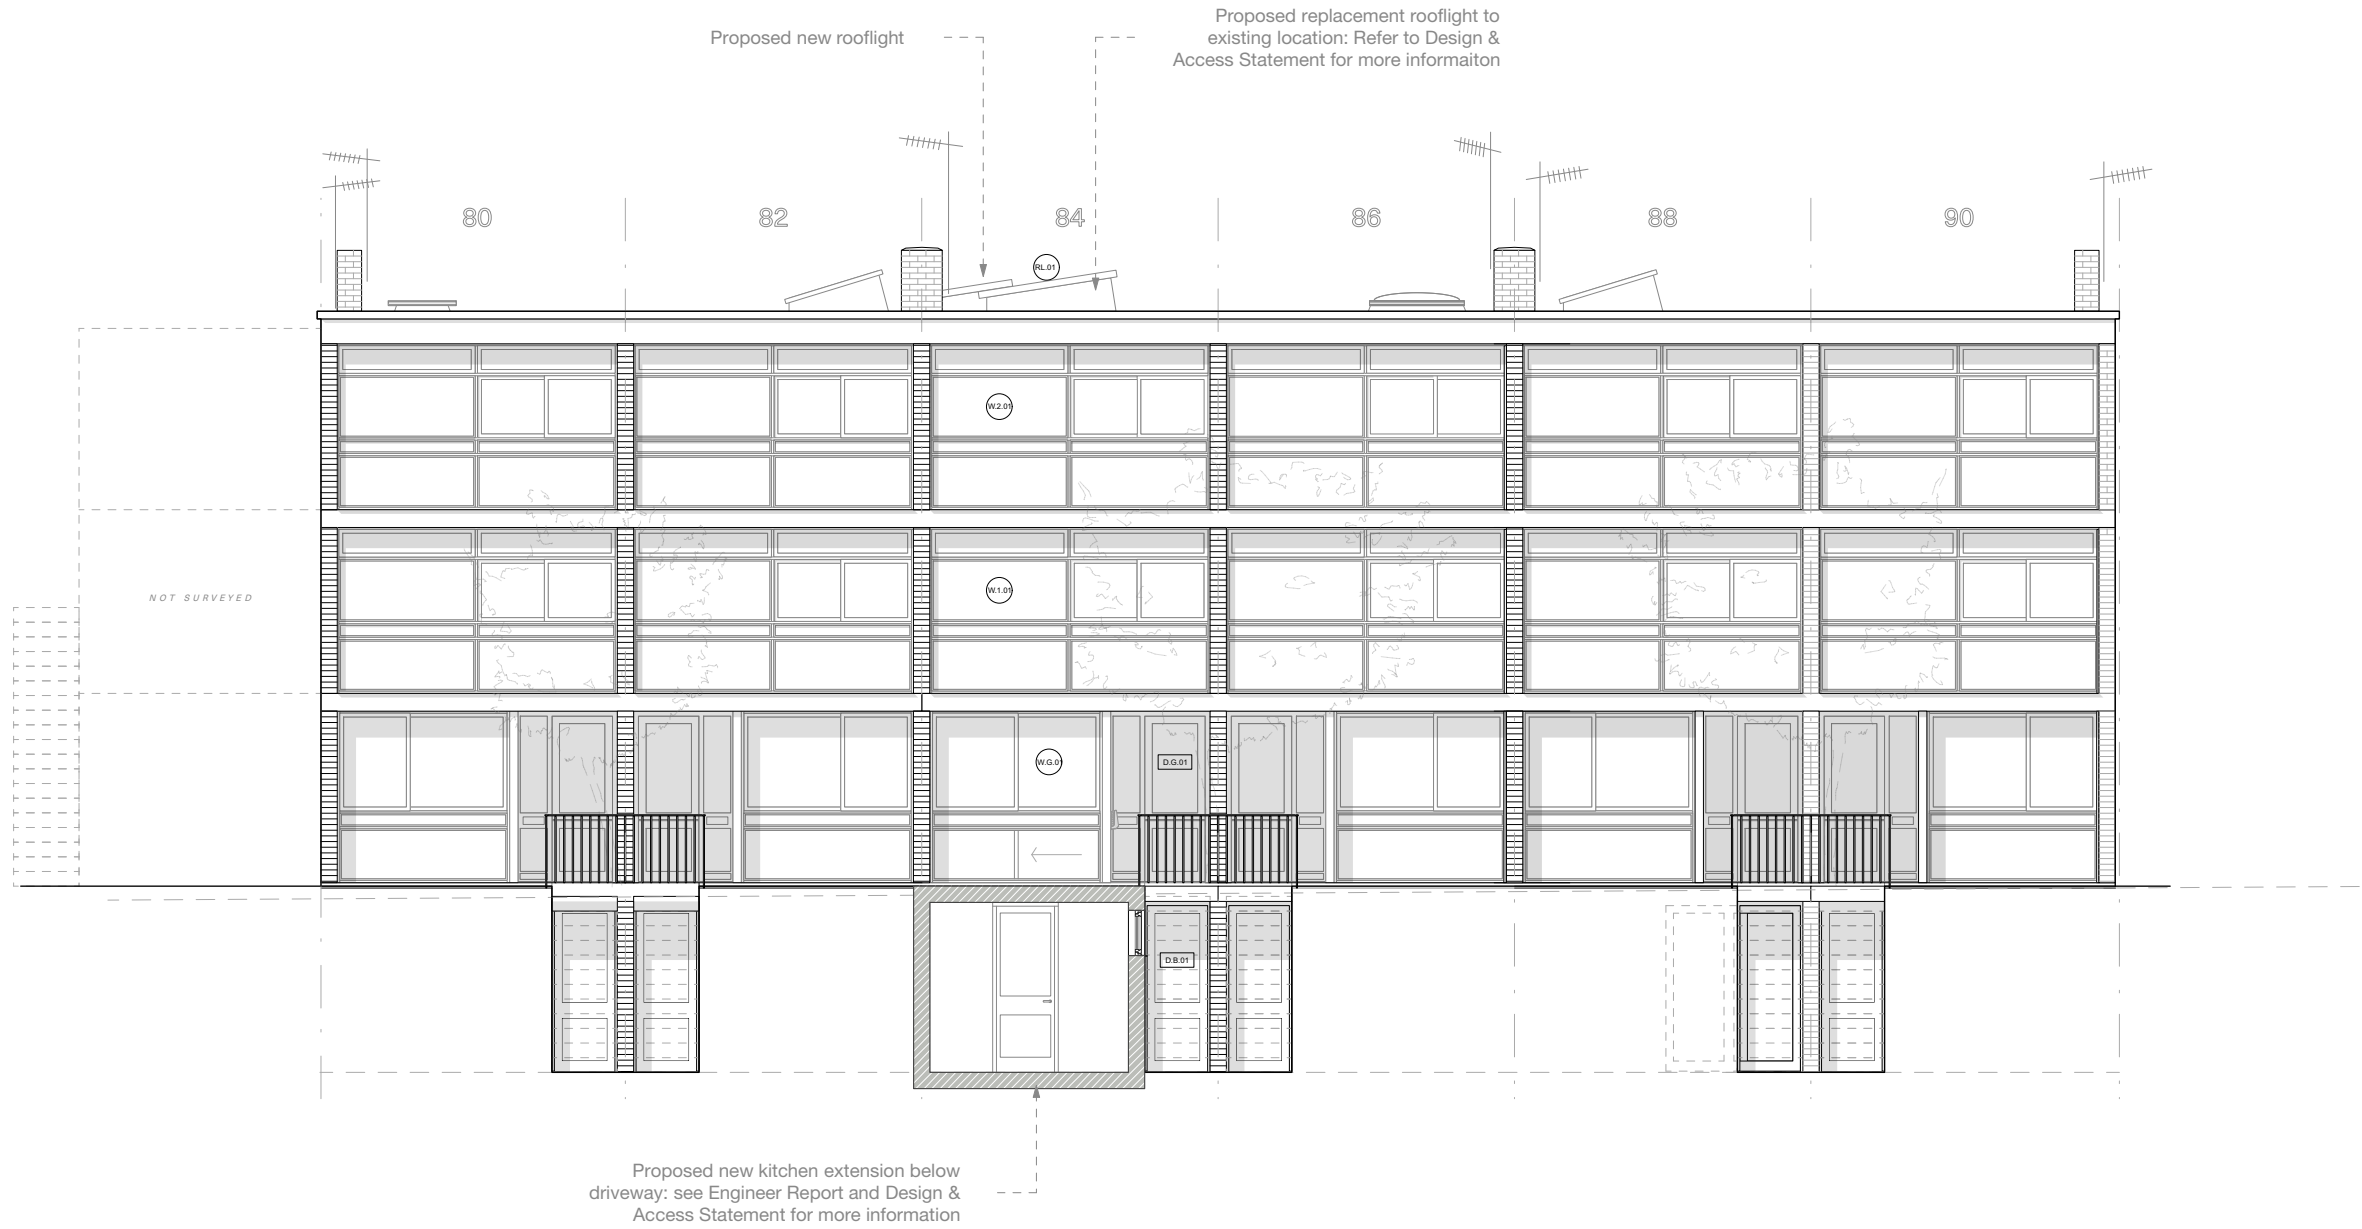 Proposed new rooflight
Proposed replacement rooflight to
existing location: Refer to Design &
Access Statement for more informaiton
80
82
84
86
88
90
RL.01
W.2.01
NOT SURVEYED
W.1.01
W.G.01
D.G.01
D.B.01
Proposed new kitchen extension below
driveway: see Engineer Report and Design &
Access Statement for more information